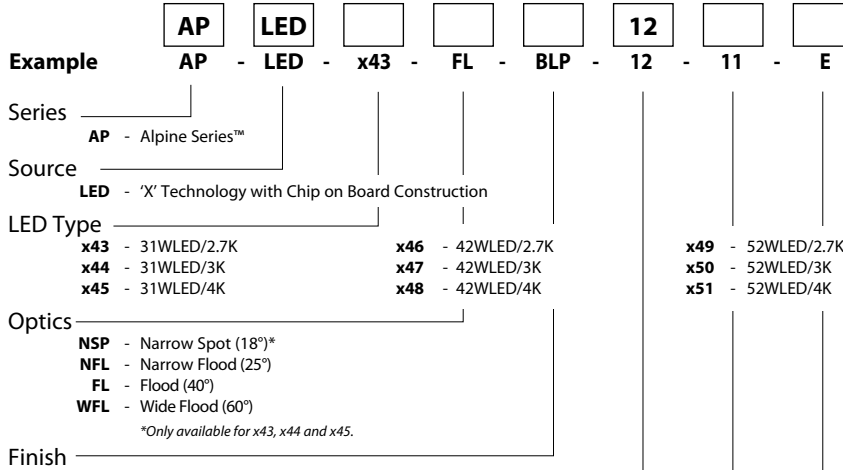 AP LED 12
Example AP - LED - x43 - FL - BLP - 12 - 11 - E
Series
AP - Alpine Series™
Source
LED - ‘X’ Technology with Chip on Board Construction
LED Type
x43 - 31WLED/2.7K x46 - 42WLED/2.7K x49 - 52WLED/2.7K
x44 - 31WLED/3K x47 - 42WLED/3K x50 - 52WLED/3K
x45 - 31WLED/4K x48 - 42WLED/4K x51 - 52WLED/4K
Optics
NSP - Narrow Spot (18°)*
NFL - Narrow Flood (25°)
FL - Flood (40°)
WFL - Wide Flood (60°)
*Only available for x43, x44 and x45.
Finish